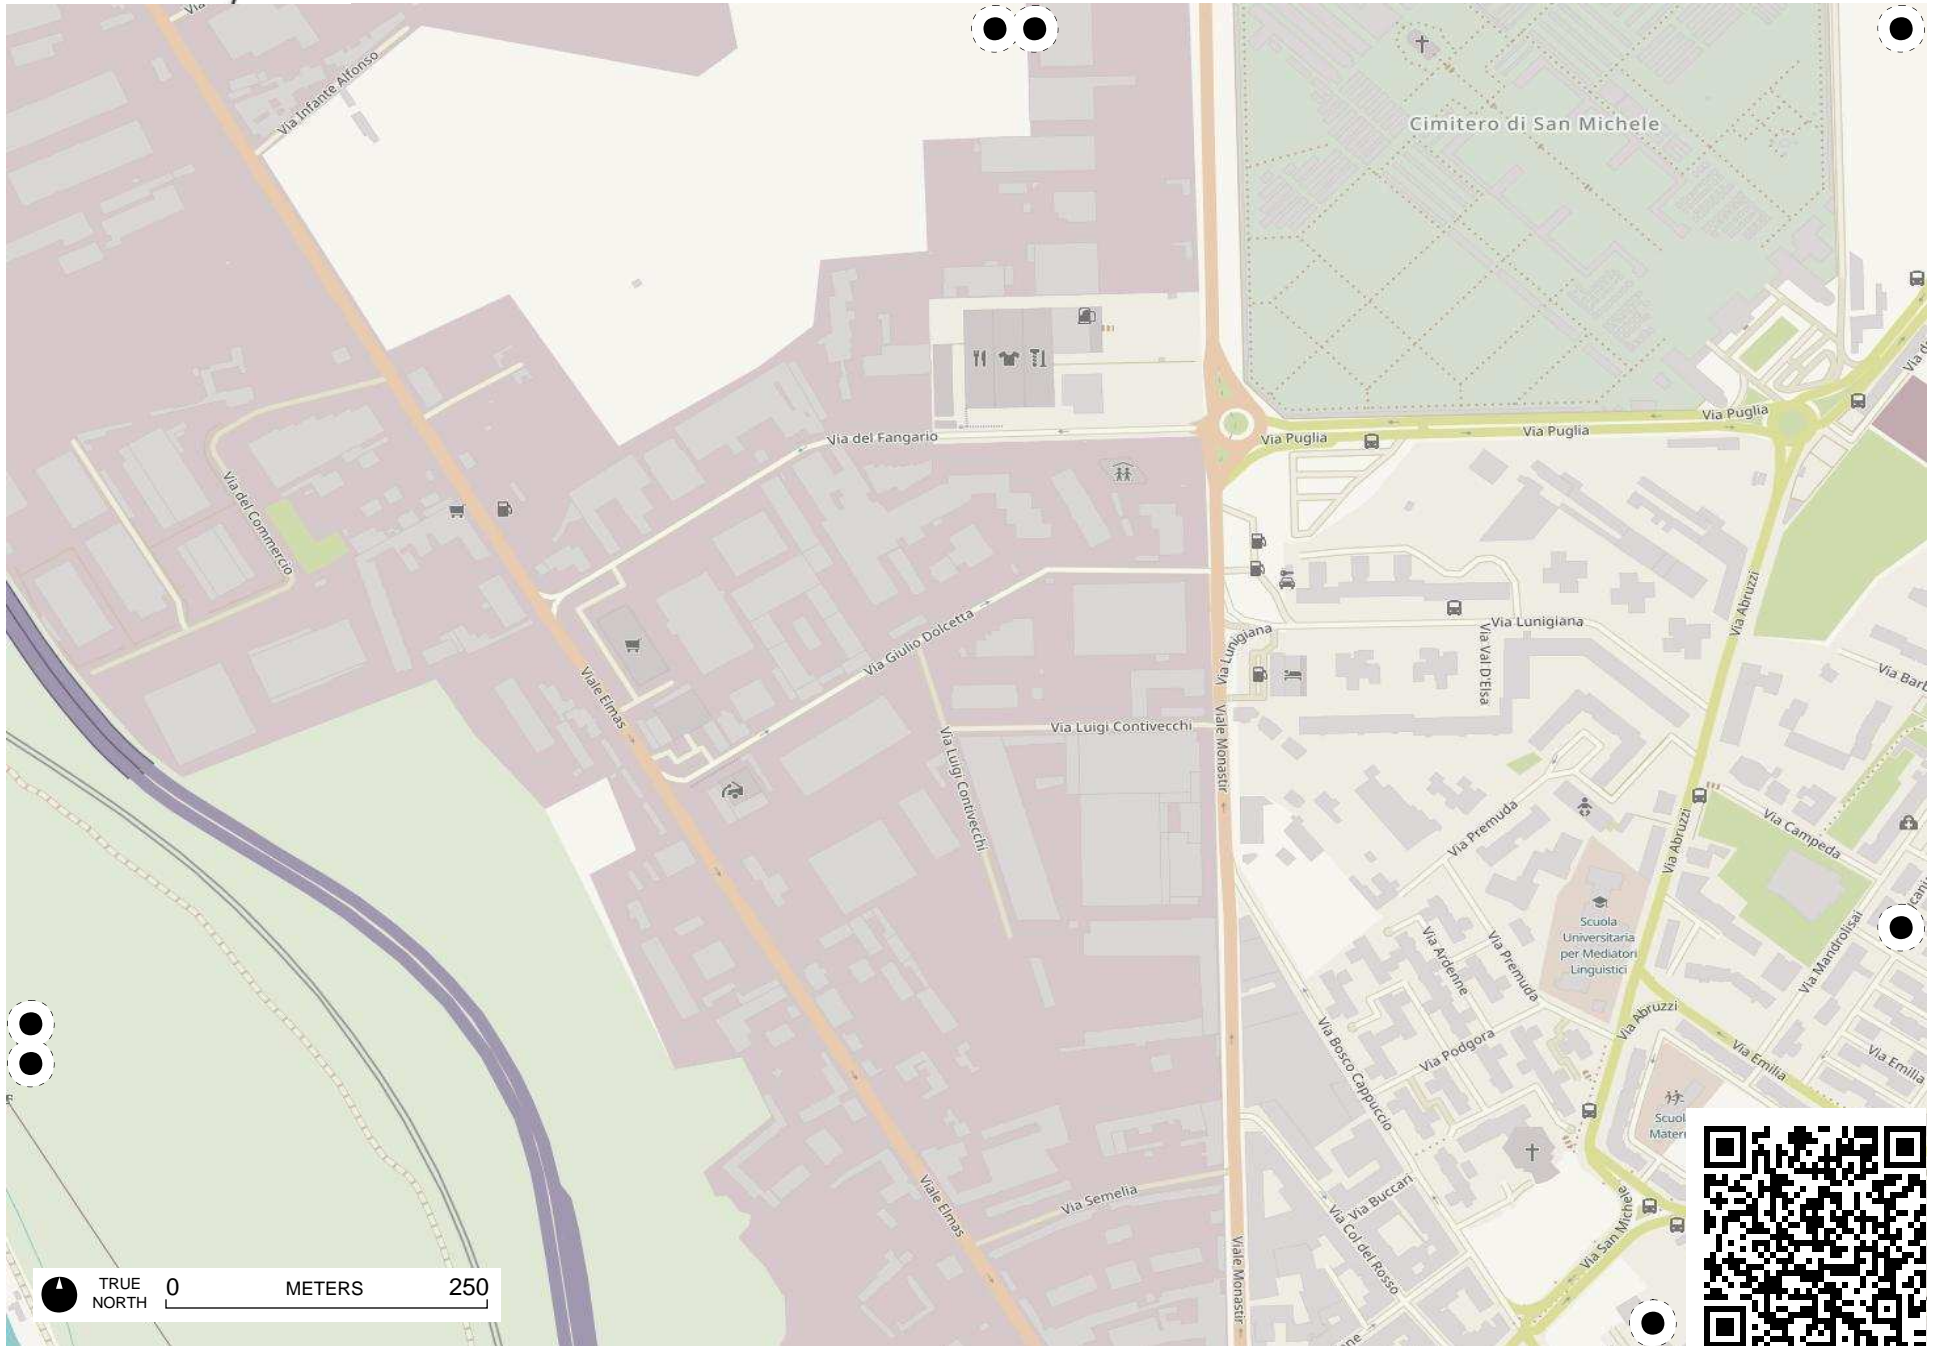 Via
Via Infante Alfonso
Cimitero di San Michele
Via del Fangario
Via Puglia
Via Puglia
Via Puglia
Via del Commercio
Via Giulio Dolcetta
Via Abruzzi
Via Lunigiana
Via Lunigiana
Via Val D'Elsa
Viale Elmas
Via Luigi Contivecchi
Via Luigi Contivecchi
Viale Monastir
Via Premuda
Via Campeda
Via Abruzzi
Scuola
Universitaria
per Mediatori
Linguistici
Via Ardenne
Via Premuda
Via Mandrolisai
Via Abruzzi
Via Bosco Cappuccio
Via Podgora
Via Emilia
Via Emilia
Viale Elmas
Via Semelia
Via Buccari
Via Col del Rosso
Via San Michele
Viale Monastir
TRUE
NORTH
0 METERS 250